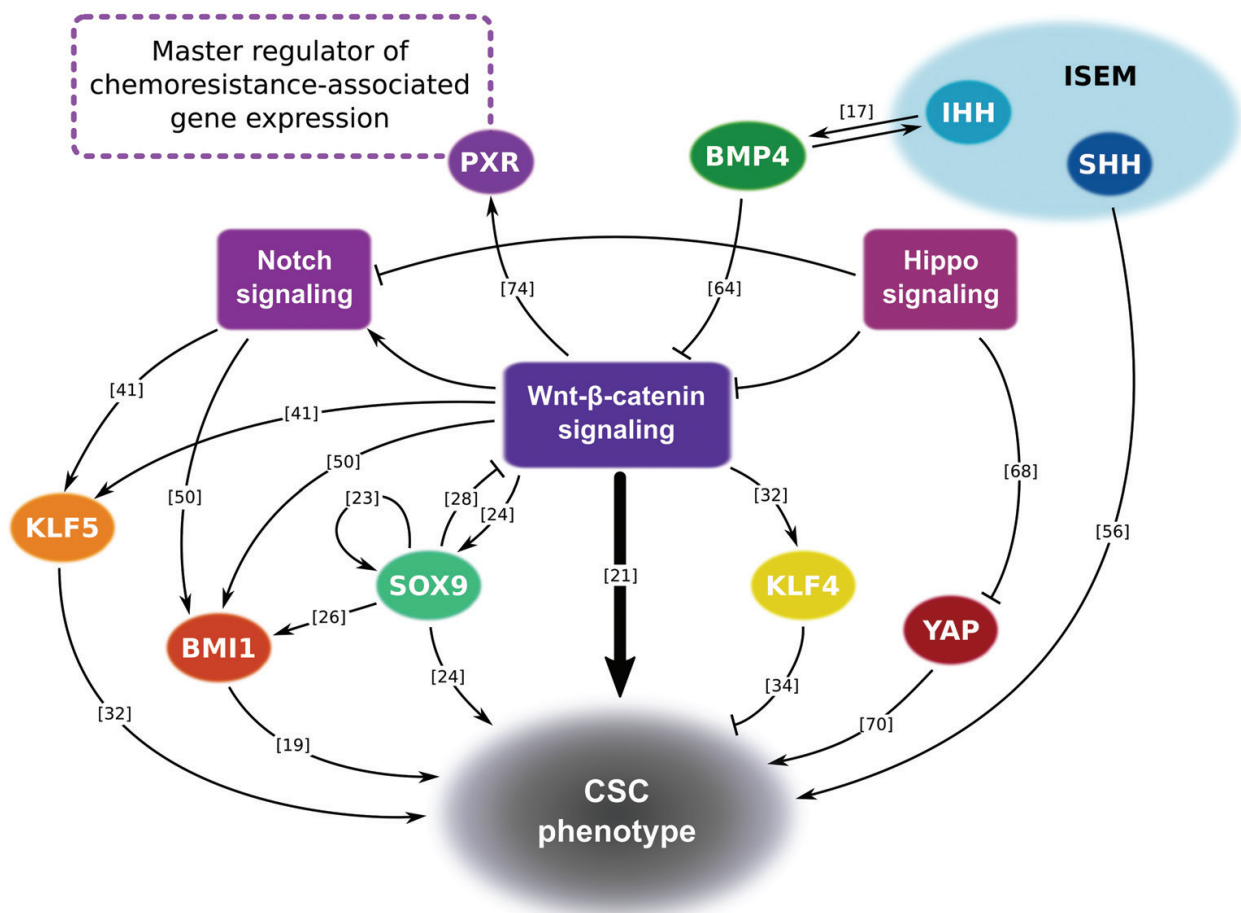 Master regulator of
chemoresistance-associated
gene expression
PXR
BMP4
[17]
ISEM
IHH
SHH
Notch
signaling
Hippo
signaling
[74]
[64]
Wnt-β-catenin
signaling
[41]
[41]
[50]
[50]
[23]
[28]
[24]
[32]
[68]
[56]
KLF5
SOX9
[21]
KLF4
[26]
BMI1
YAP
[24]
[34]
[32]
[19]
[70]
CSC
phenotype